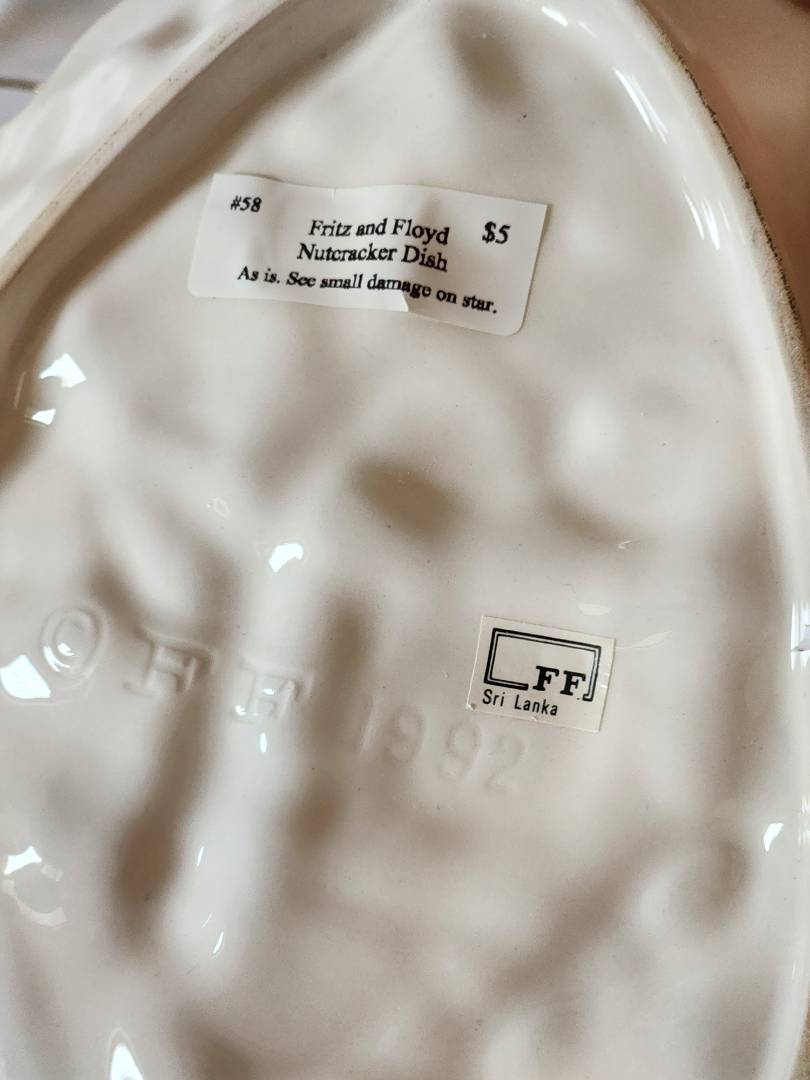 #58
Fritz and Floyd $5
Nutcracker Dish
As is. See small damage on star.
© FF 1992
FF
Sri Lanka